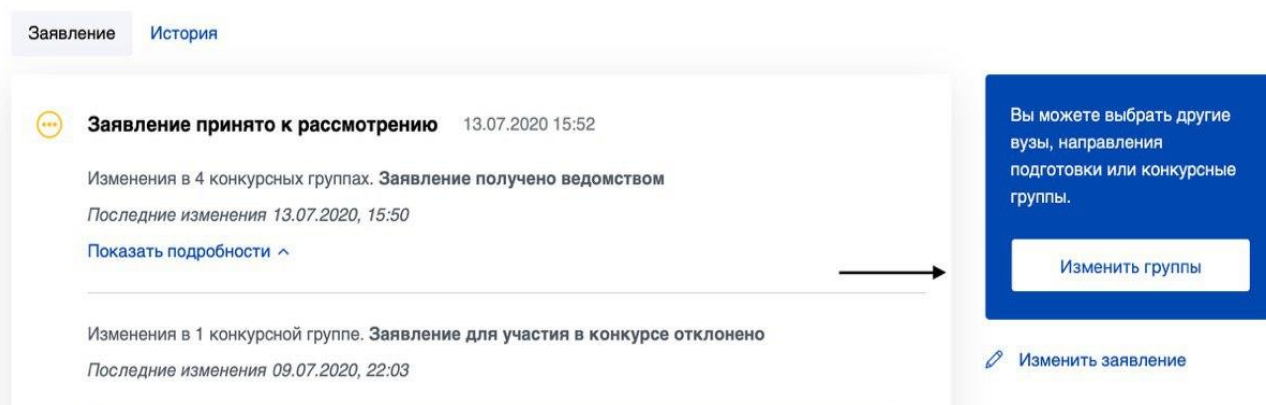 Заявление
История
Заявление принято к рассмотрению 13.07.2020 15:52
Изменения в 4 конкурсных группах. Заявление получено ведомством
Последние изменения 13.07.2020, 15:50
Показать подробности
Изменения в 1 конкурсной группе. Заявление для участия в конкурсе отклонено
Последние изменения 09.07.2020, 22:03
Вы можете выбрать другие
вузы, направления
подготовки или конкурсные
группы.
Изменить группы
Изменить заявление